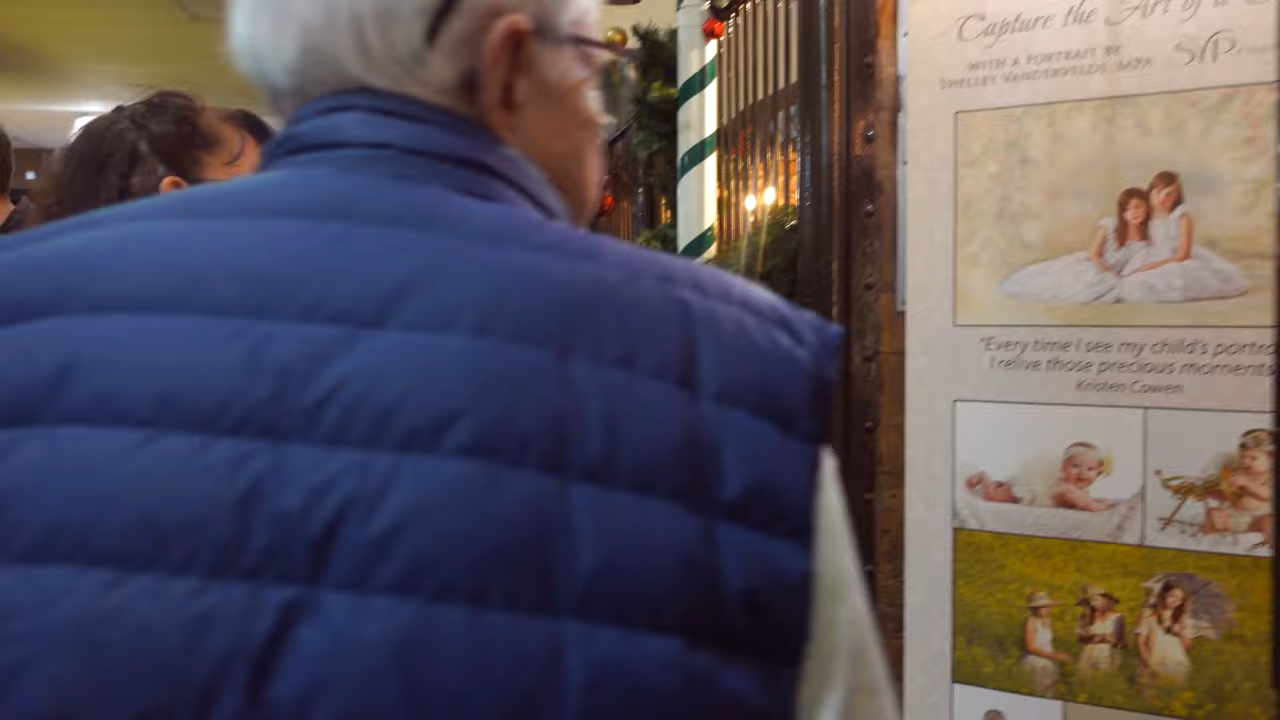 Capture the Art of a
WITH A PORTRAIT BY
SHELLEY VANDERVELDE, MPA
SVP
"Every time I see my child's portra
I relive those precious moments
Kristen Cowen